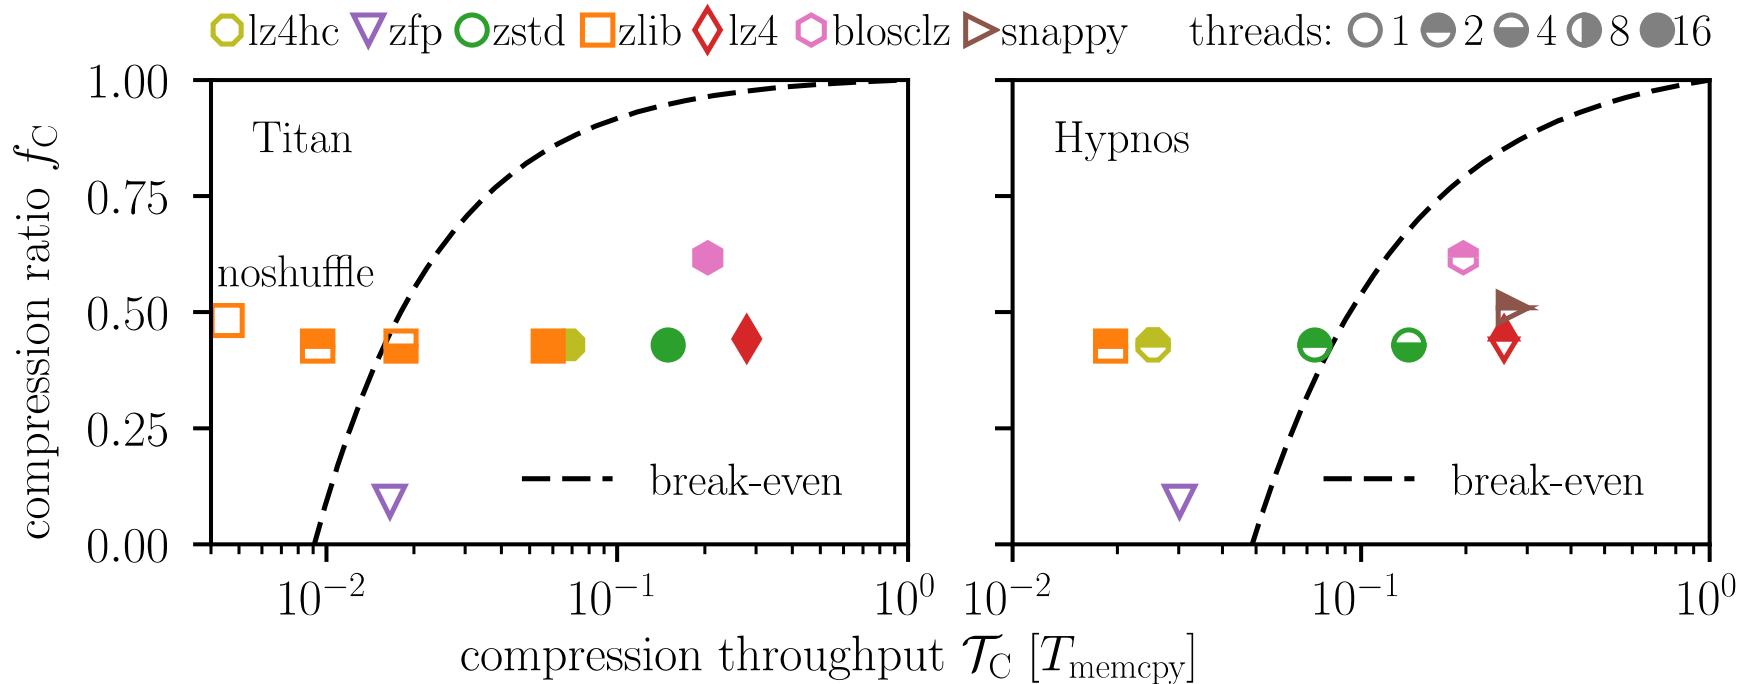 lz4hc zfp zstd zlib lz4 blosclz snappy threads: 1 2 4 8 16
compression ratio f_C
1.00
0.75
0.50
0.25
0.00
Titan
noshuffle
break-even
10^−2 10^−1 10^0
Hypnos
break-even
10^−2 10^−1 10^0
compression throughput 𝒯_C [T_memcpy]